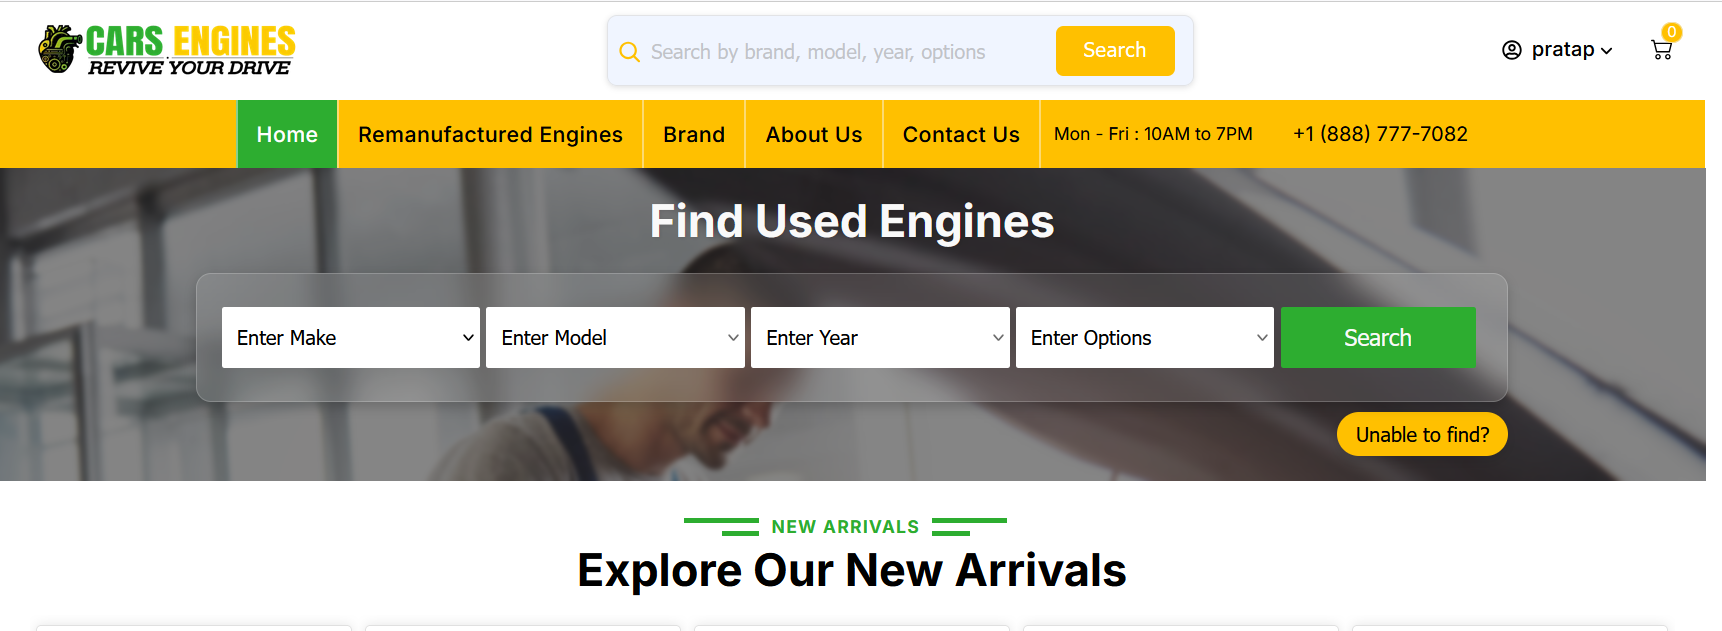 CARS ENGINES
REVIVE YOUR DRIVE
Search by brand, model, year, options
Search
pratap
0
Home
Remanufactured Engines
Brand
About Us
Contact Us
Mon - Fri : 10AM to 7PM
+1 (888) 777-7082
Find Used Engines
Enter Make
Enter Model
Enter Year
Enter Options
Search
Unable to find?
NEW ARRIVALS
Explore Our New Arrivals